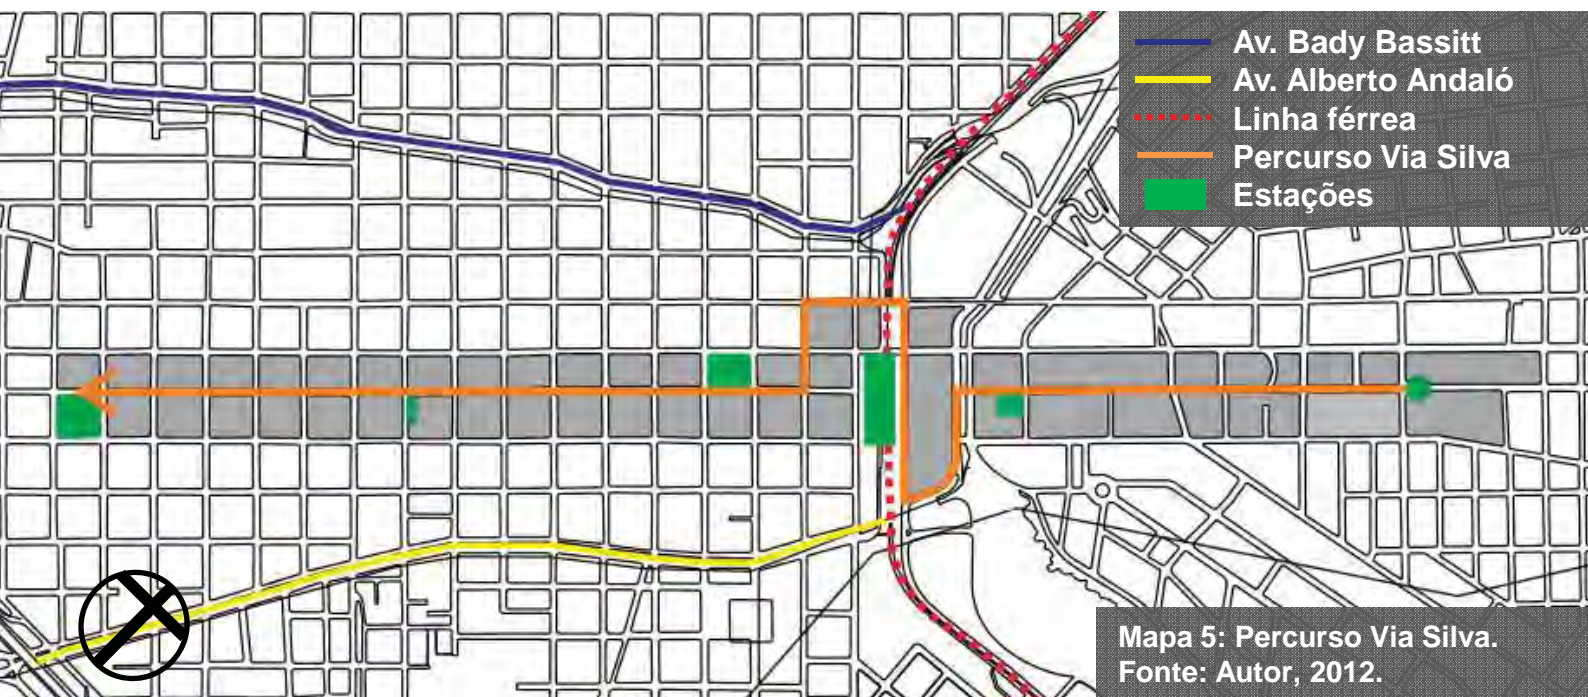 Av. Bady Bassitt
Av. Alberto Andaló
Linha férrea
Percurso Via Silva
Estações
Mapa 5: Percurso Via Silva.
Fonte: Autor, 2012.